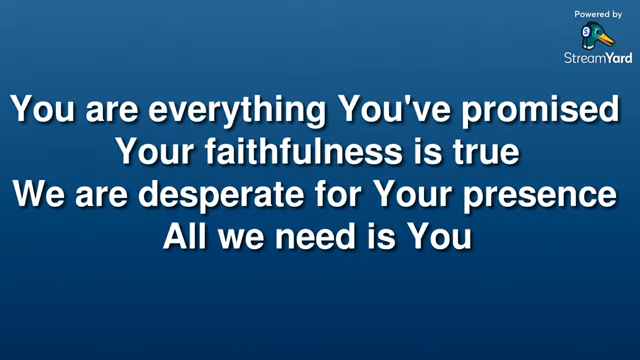 Powered by
StreamYard
You are everything You've promised
Your faithfulness is true
We are desperate for Your presence
All we need is You